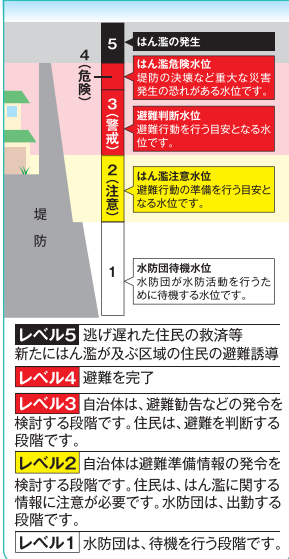 5
はん濫の発生
4(危険)
はん濫危険水位
堤防の決壊など重大な災害
発生の恐れがある水位です。
3(警戒)
避難判断水位
避難行動を行う目安となる水
位です。
2(注意)
はん濫注意水位
避難行動の準備を行う目安と
なる水位です。
堤防
1
水防団待機水位
水防団が水防活動を行うた
めに待機する水位です。
レベル5 逃げ遅れた住民の救済等
新たにはん濫が及ぶ区域の住民の避難誘導
レベル4 避難を完了
レベル3 自治体は、避難勧告などの発令を
検討する段階です。住民は、避難を判断する
段階です。
レベル2 自治体は避難準備情報の発令を
検討する段階です。住民は、はん濫に関する
情報に注意が必要です。水防団は、出動する
段階です。
レベル1 水防団は、待機を行う段階です。